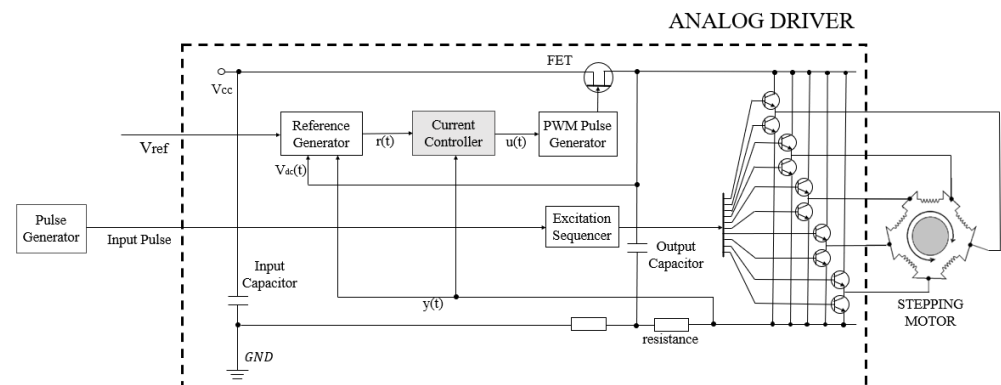 ANALOG DRIVER
FET
Vcc
Reference
Generator
r(t)
Current
Controller
u(t)
PWM Pulse
Generator
Vref
Vdc(t)
Pulse
Generator
Input Pulse
Excitation
Sequencer
Input
Capacitor
Output
Capacitor
y(t)
STEPPING
MOTOR
resistance
GND